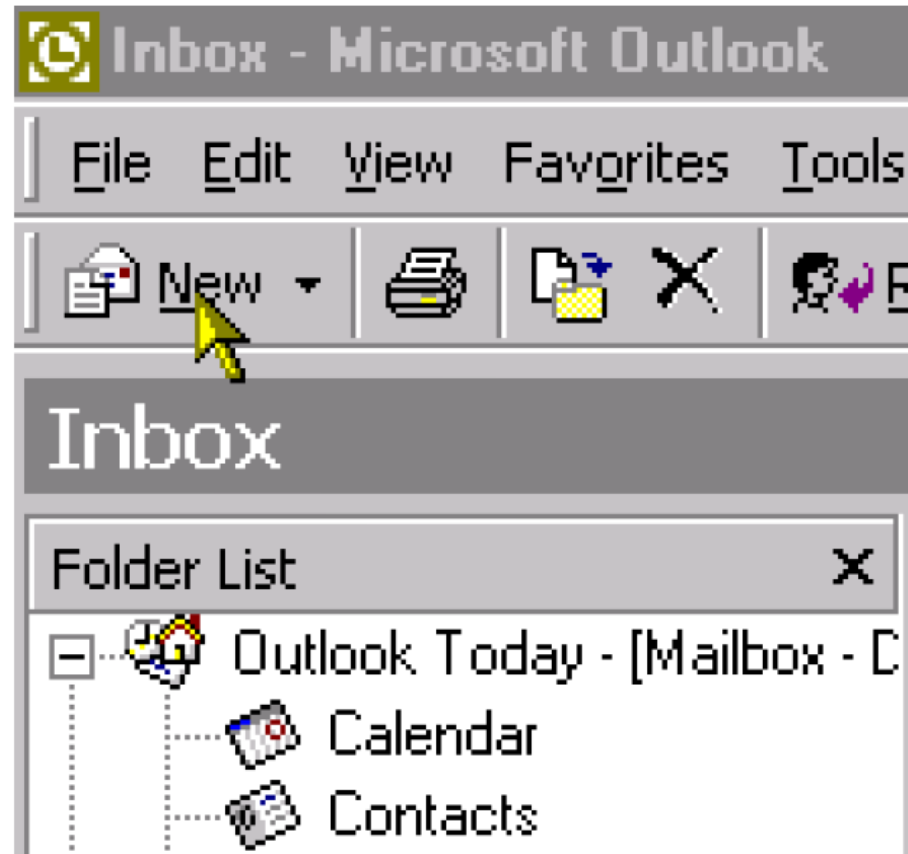 Inbox - Microsoft Outlook
File Edit View Favorites Tools
New
Inbox
Folder List
Outlook Today - [Mailbox -
Calendar
Contacts